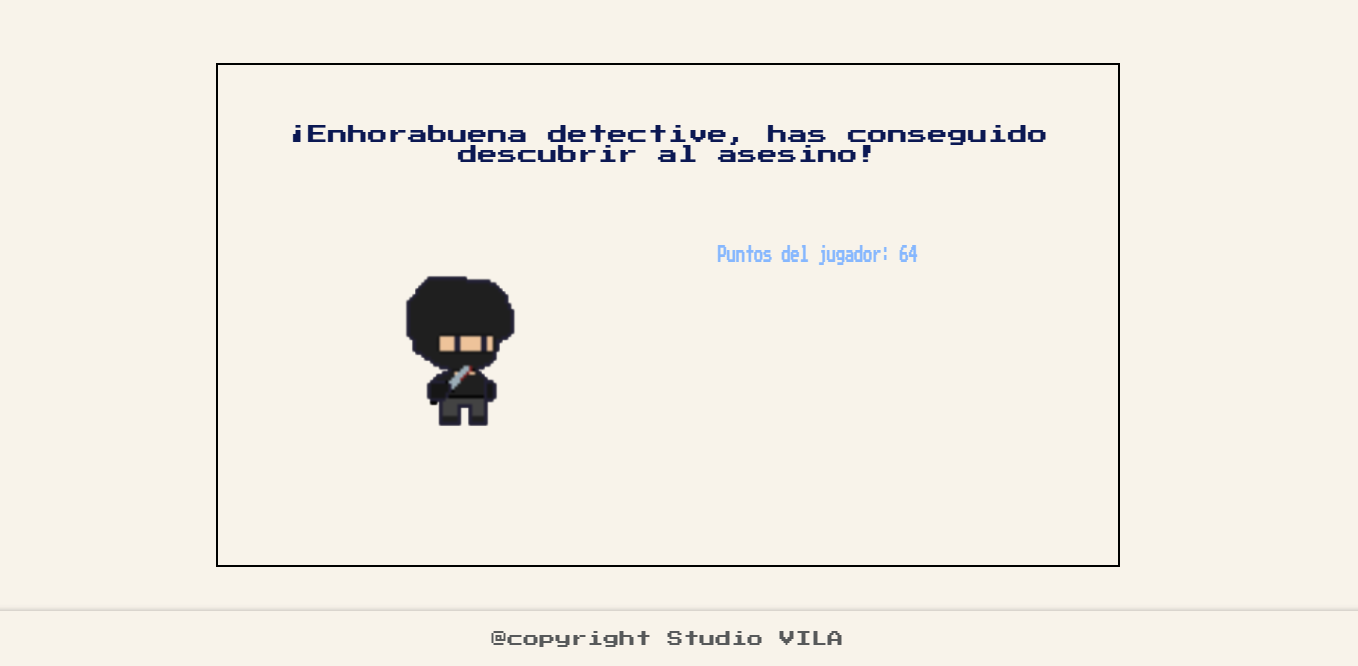 ¡Enhorabuena detective, has conseguido
descubrir al asesino!
Puntos del jugador: 64
@copyright Studio VILA